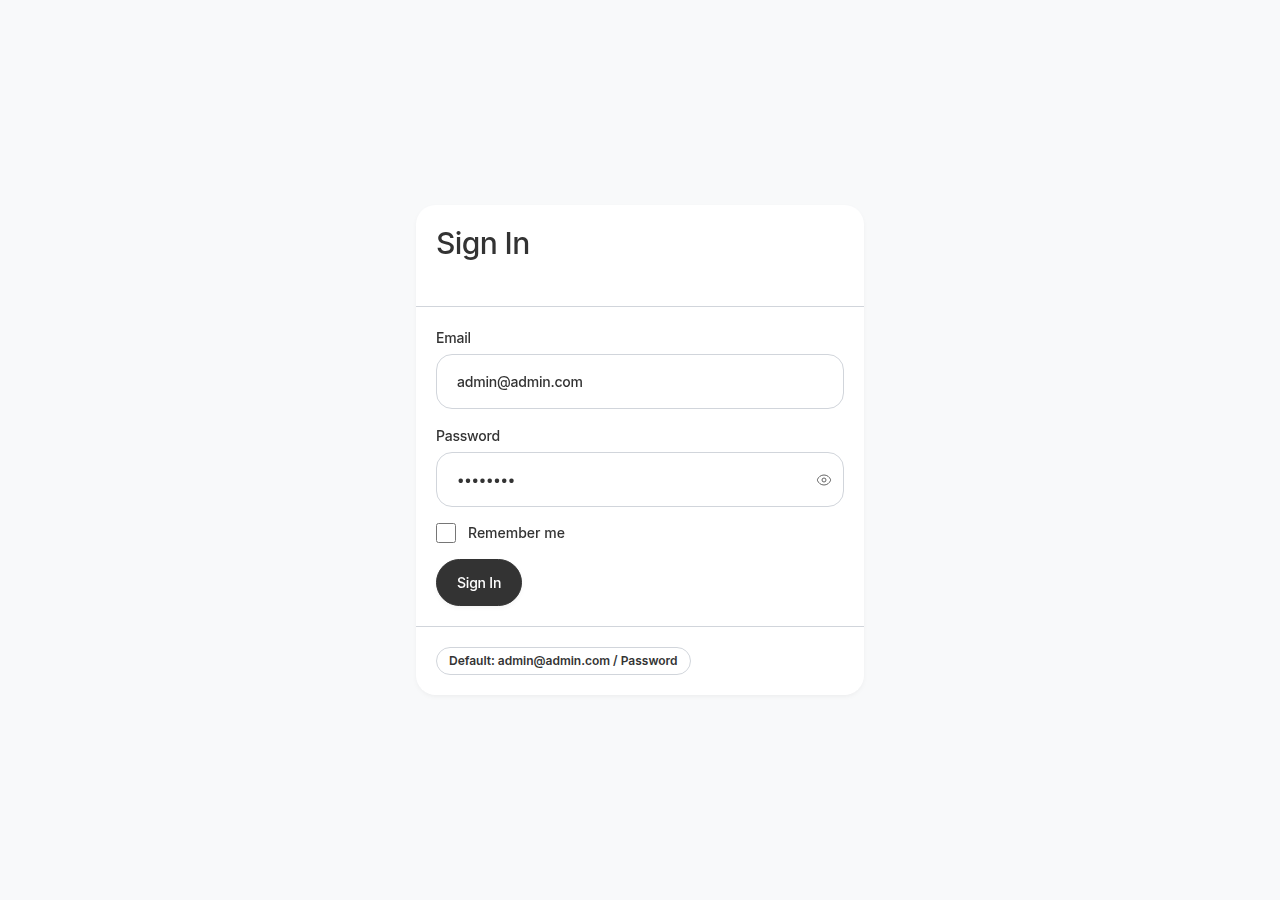 Sign In
Email
admin@admin.com
Password
••••••••
Remember me
Sign In
Default: admin@admin.com / Password